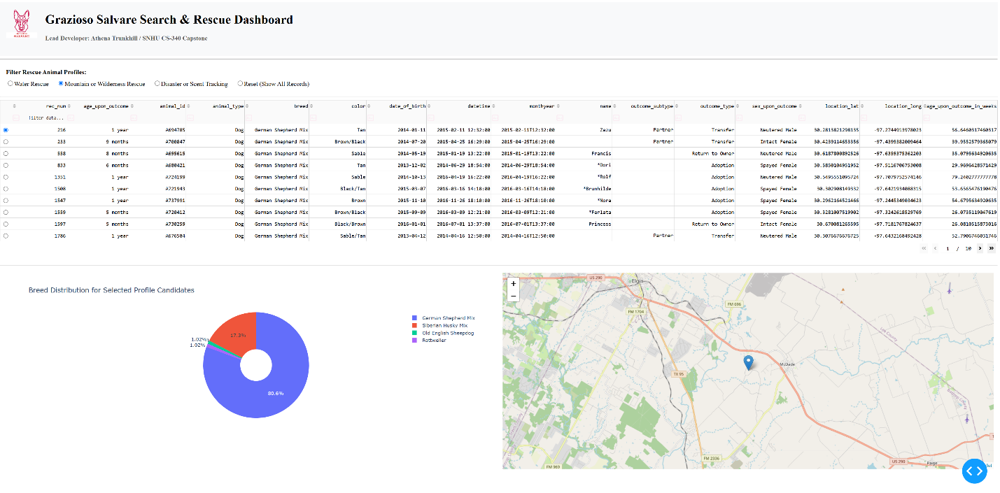 Grazioso Salvare Search & Rescue Dashboard
Lead Developer: Athena Trunkhill / SNHU CS-340 Capstone
SALVARE
Filter Rescue Animal Profiles:
Water Rescue Mountain or Wilderness Rescue Disaster or Scent Tracking Reset (Show All Records)
rec_num age_upon_outcome animal_id animal_type breed color date_of_birth datetime monthyear name outcome_subtype outcome_type sex_upon_outcome location_lat location_long age_upon_outcome_in_weeks
filter data...
216 1 year A694785 Dog German Shepherd Mix Tan 2014-01-11 2015-02-11 12:32:00 2015-02-11T12:32:00 Zazu Partner Transfer Neutered Male 30.2813821298135 -97.2744913978023 56.6460317460317
233 9 months A700847 Dog German Shepherd Mix Brown/Black 2014-07-20 2015-04-25 16:29:00 2015-04-25T16:29:00 Partner Transfer Intact Female 30.4239114653356 -97.4399382009464 39.9552579365079
558 8 months A695615 Dog German Shepherd Mix Sable 2014-05-19 2015-01-19 13:22:00 2015-01-19T13:22:00 Francis Return to Owner Neutered Male 30.6187800892526 -97.6359375362203 35.0795634920635
833 6 months A680421 Dog German Shepherd Mix Tan 2013-12-02 2014-06-29 18:54:00 2014-06-29T18:54:00 *Dori Adoption Spayed Female 30.5850104951952 -97.5116706753008 29.9696428571429
1351 1 year A724199 Dog German Shepherd Mix Sable 2014-10-13 2016-04-19 16:22:00 2016-04-19T16:22:00 *Rolf Adoption Neutered Male 30.5495551095724 -97.7079752574146 79.2402777777778
1508 1 year A721943 Dog German Shepherd Mix Black/Tan 2015-03-07 2016-03-16 14:18:00 2016-03-16T14:18:00 *Brunhilde Adoption Spayed Female 30.302908149332 -97.6421934088315 53.6565476190476
1547 1 year A737991 Dog German Shepherd Mix Brown 2015-11-10 2016-11-26 18:10:00 2016-11-26T18:10:00 *Nora Adoption Spayed Female 30.2962164521466 -97.2445349034623 54.6795634920635
1559 5 months A720412 Dog German Shepherd Mix Brown/Black 2015-09-09 2016-03-09 12:21:00 2016-03-09T12:21:00 Adoption Spayed Female 30.3281007519902 -97.3242618529769 26.0735119047619
1597 5 months A730259 Dog German Shepherd Mix Black/Brown 2016-01-01 2016-07-01 13:37:00 2016-07-01T13:37:00 Princess Return to Owner Intact Female 30.670081265595 -97.7181767824637 26.0810515873016
1786 1 year A676584 Dog German Shepherd Mix Sable/Tan 2013-04-12 2014-04-16 12:50:00 2014-04-16T12:50:00 Partner Transfer Neutered Male 30.3076676676725 -97.6432168492428 52.7906746031746
1 / 10
Breed Distribution for Selected Profile Candidates
German Shepherd Mix
Siberian Husky Mix
Old English Sheepdog
Rottweiler
17.3%
1.02%
1.02%
80.6%
+
−
US 290
Elgin
FM 696
FM 1704
Lee County
McDade
TX 95
Bastrop County
FM 2336
US 290
Paige
FM 969